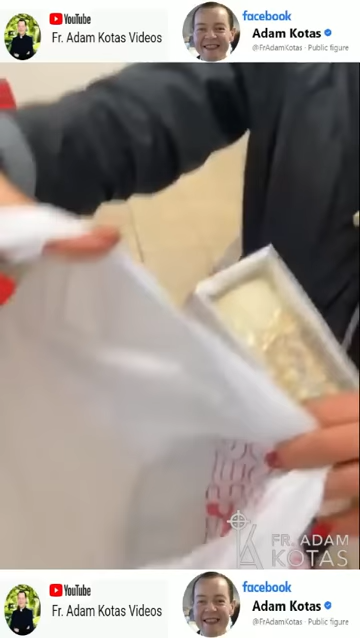 YouTube
Fr. Adam Kotas Videos
facebook
Adam Kotas
@FrAdamKotas · Public figure
FR. ADAM
KOTAS
YouTube
Fr. Adam Kotas Videos
facebook
Adam Kotas
@FrAdamKotas · Public figure